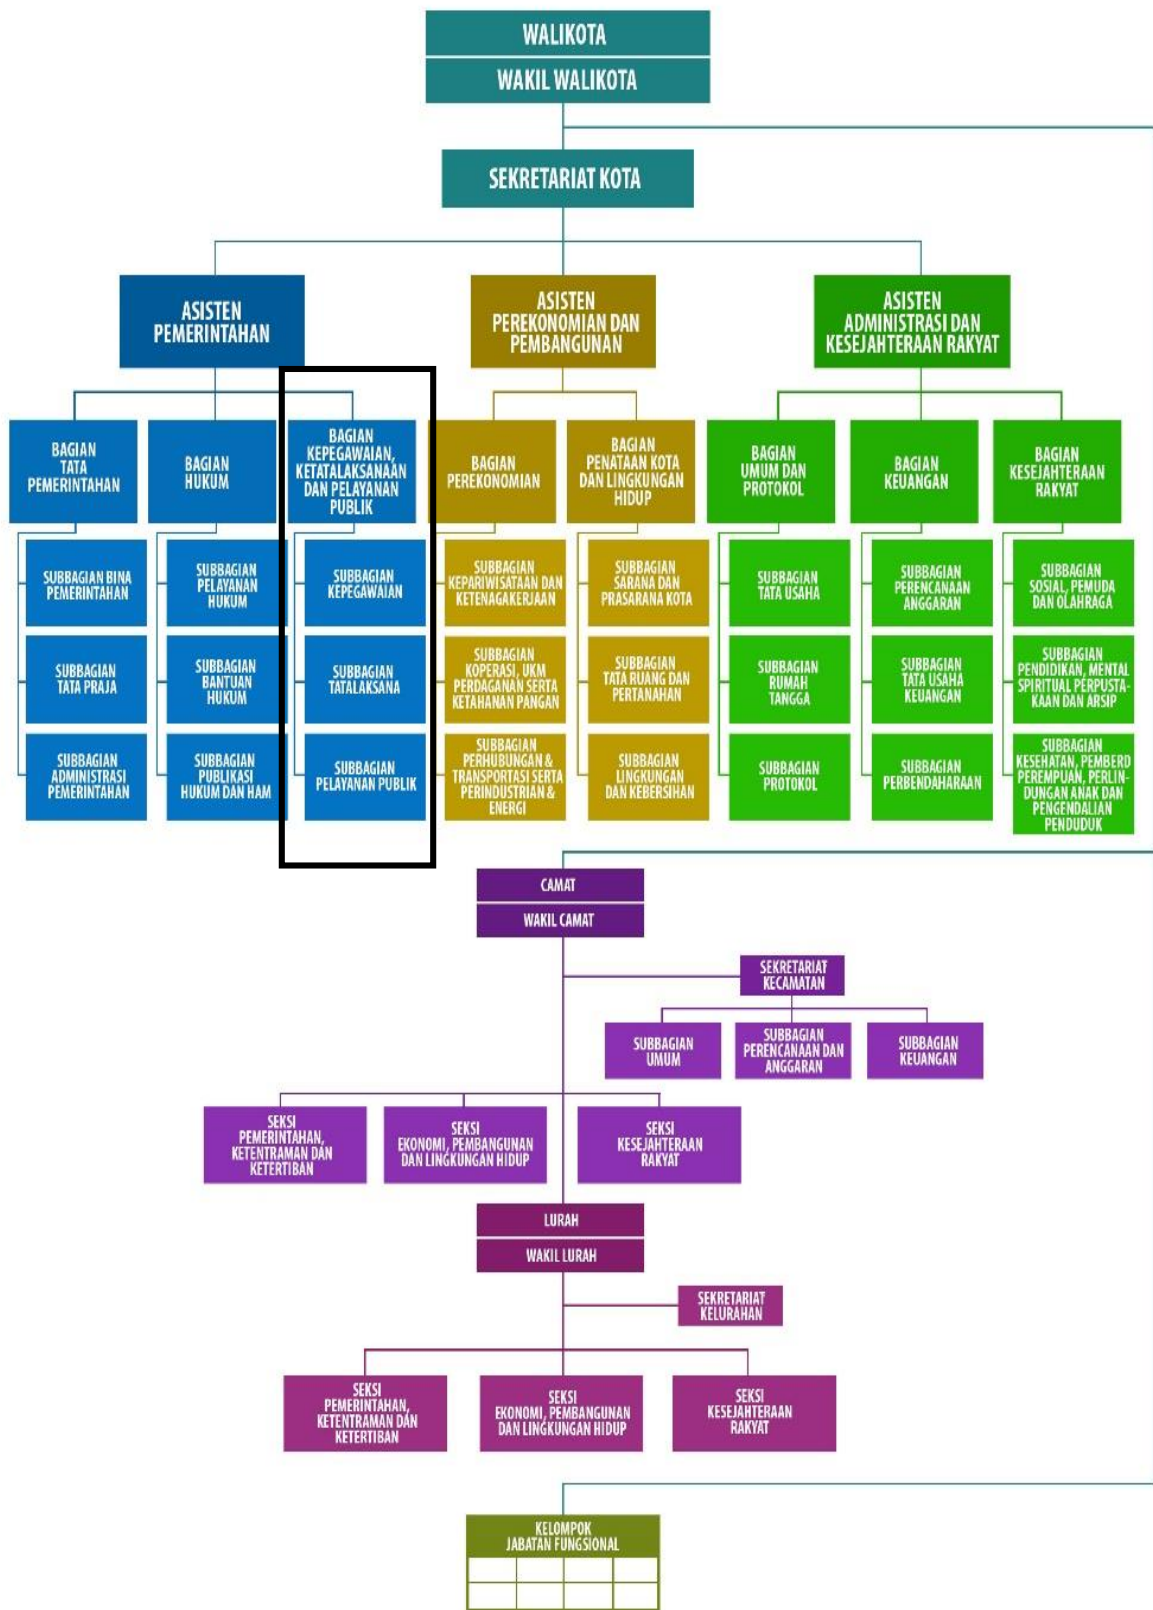 WALIKOTA
WAKIL WALIKOTA
SEKRETARIAT KOTA
ASISTEN
PEMERINTAHAN
ASISTEN
PEREKONOMIAN DAN
PEMBANGUNAN
ASISTEN
ADMINISTRASI DAN
KESEJAHTERAAN RAKYAT
BAGIAN
TATA
PEMERINTAHAN
BAGIAN
HUKUM
BAGIAN
KEPEGAWAIAN,
KETATALAKSANAAN
DAN PELAYANAN
PUBLIK
BAGIAN
PEREKONOMIAN
BAGIAN
PENATAAN KOTA
DAN LINGKUNGAN
HIDUP
BAGIAN
UMUM DAN
PROTOKOL
BAGIAN
KEUANGAN
BAGIAN
KESEJAHTERAAN
RAKYAT
SUBBAGIAN BINA
PEMERINTAHAN
SUBBAGIAN
PELAYANAN
HUKUM
SUBBAGIAN
KEPEGAWAIAN
SUBBAGIAN
KEPARIWISATAAN DAN
KETENAGAKERJAAN
SUBBAGIAN
SARANA DAN
PRASARANA KOTA
SUBBAGIAN
TATA USAHA
SUBBAGIAN
PERENCANAAN
ANGGARAN
SUBBAGIAN
SOSIAL, PEMUDA
DAN OLAHRAGA
SUBBAGIAN
TATA PRAJA
SUBBAGIAN
BANTUAN
HUKUM
SUBBAGIAN
TATALAKSANA
SUBBAGIAN
KOPERASI, UKM
PERDAGANAN SERTA
KETAHANAN PANGAN
SUBBAGIAN
TATA RUANG DAN
PERTANAHAN
SUBBAGIAN
RUMAH
TANGGA
SUBBAGIAN
TATA USAHA
KEUANGAN
SUBBAGIAN
PENDIDIKAN, MENTAL
SPIRITUAL PERPUSTA-
KAAN DAN ARSIP
SUBBAGIAN
ADMINISTRASI
PEMERINTAHAN
SUBBAGIAN
PUBLIKASI
HUKUM DAN HAM
SUBBAGIAN
PELAYANAN PUBLIK
SUBBAGIAN
PERHUBUNGAN &
TRANSPORTASI SERTA
PERINDUSTRIAN &
ENERGI
SUBBAGIAN
LINGKUNGAN
DAN KEBERSIHAN
SUBBAGIAN
PROTOKOL
SUBBAGIAN
PERBENDAHARAAN
SUBBAGIAN
KESEHATAN, PEMBERD
PEREMPUAN, PERLIN-
DUNGAN ANAK DAN
PENGENDALIAN
PENDUDUK
CAMAT
WAKIL CAMAT
SEKRETARIAT
KECAMATAN
SUBBAGIAN
UMUM
SUBBAGIAN
PERENCANAAN DAN
ANGGARAN
SUBBAGIAN
KEUANGAN
SEKSI
PEMERINTAHAN,
KETENTRAMAN DAN
KETERTIBAN
SEKSI
EKONOMI, PEMBANGUNAN
DAN LINGKUNGAN HIDUP
SEKSI
KESEJAHTERAAN
RAKYAT
LURAH
WAKIL LURAH
SEKRETARIAT
KELURAHAN
SEKSI
PEMERINTAHAN,
KETENTRAMAN DAN
KETERTIBAN
SEKSI
EKONOMI, PEMBANGUNAN
DAN LINGKUNGAN HIDUP
SEKSI
KESEJAHTERAAN
RAKYAT
KELOMPOK
JABATAN FUNGSIONAL